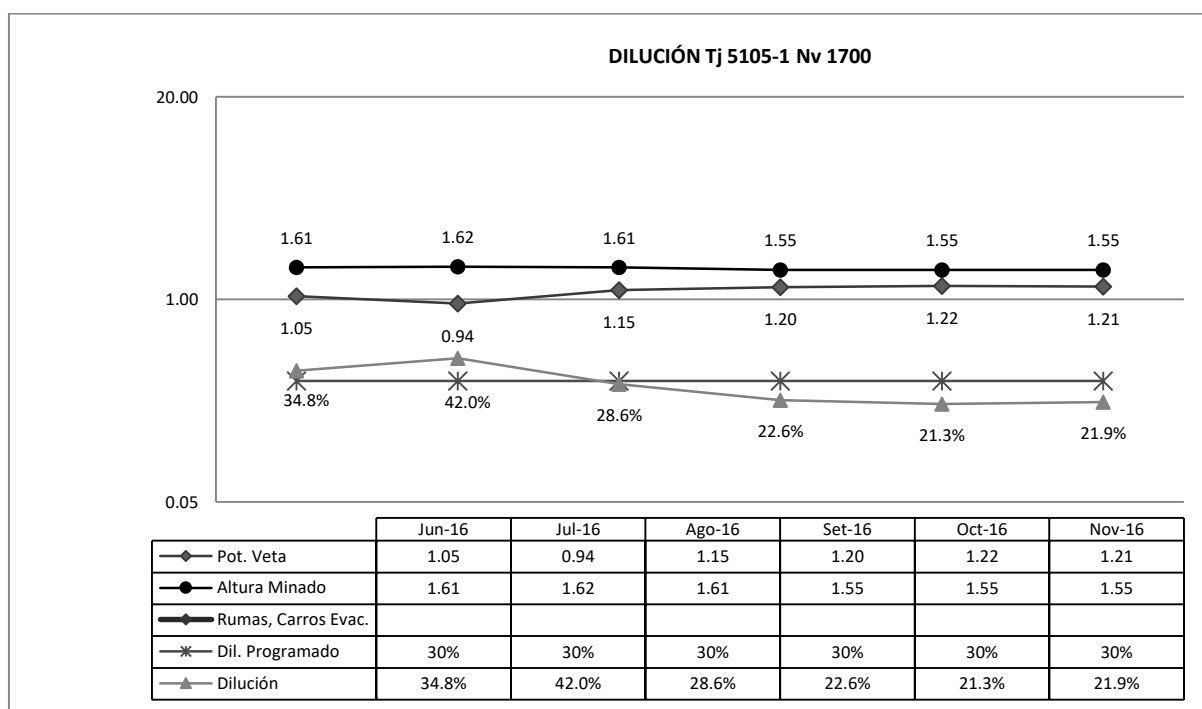 DILUCIÓN Tj 5105-1 Nv 1700
20.00
1.61 1.62 1.61 1.55 1.55 1.55
1.00
1.05 0.94 1.15 1.20 1.22 1.21
34.8% 42.0% 28.6% 22.6% 21.3% 21.9%
0.05
Jun-16 Jul-16 Ago-16 Set-16 Oct-16 Nov-16
Pot. Veta 1.05 0.94 1.15 1.20 1.22 1.21
Altura Minado 1.61 1.62 1.61 1.55 1.55 1.55
Rumas, Carros Evac.
Dil. Programado 30% 30% 30% 30% 30% 30%
Dilución 34.8% 42.0% 28.6% 22.6% 21.3% 21.9%